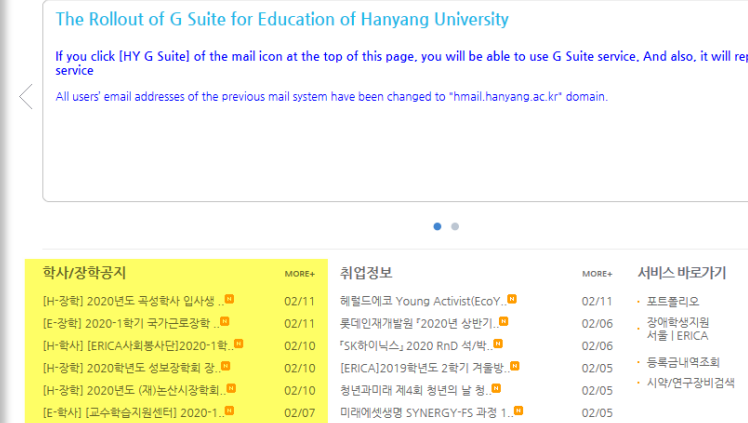 The Rollout of G Suite for Education of Hanyang University
If you click [HY G Suite] of the mail icon at the top of this page, you will be able to use G Suite service, And also, it will rep
service
All users' email addresses of the previous mail system have been changed to "hmail.hanyang.ac.kr" domain.
학사/장학공지 MORE+
[H-장학] 2020년도 곡성학사 입사생 .. N 02/11
[E-장학] 2020-1학기 국가근로장학 .. N 02/11
[H-학사] [ERICA사회봉사단]2020-1학.. N 02/10
[H-장학] 2020학년도 성보장학회 장.. N 02/10
[H-장학] 2020년도 (재)논산시장학회.. N 02/10
[E-학사] [교수학습지원센터] 2020-1.. N 02/07
취업정보 MORE+
헤럴드에코 Young Activist(EcoY.. N 02/11
롯데인재개발원 「2020년 상반기.. N 02/06
「SK하이닉스」 2020 RnD 석/박.. N 02/06
[ERICA]2019학년도 2학기 겨울방.. N 02/05
청년과미래 제4회 청년의 날 청.. N 02/05
미래에셋생명 SYNERGY-FS 과정 1.. N 02/05
서비스 바로가기
포트폴리오
장애학생지원
서울 | ERICA
등록금내역조회
시약/연구장비검색